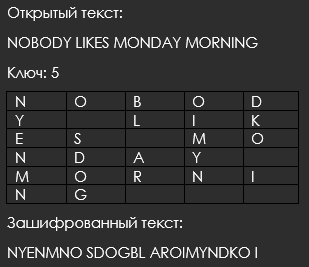 Открытый текст:
NOBODY LIKES MONDAY MORNING
Ключ: 5
N O B O D
Y L I K
E S M O
N D A Y
M O R N I
N G
Зашифрованный текст:
NYENMNO SDOGBL AROIMYNDKO I